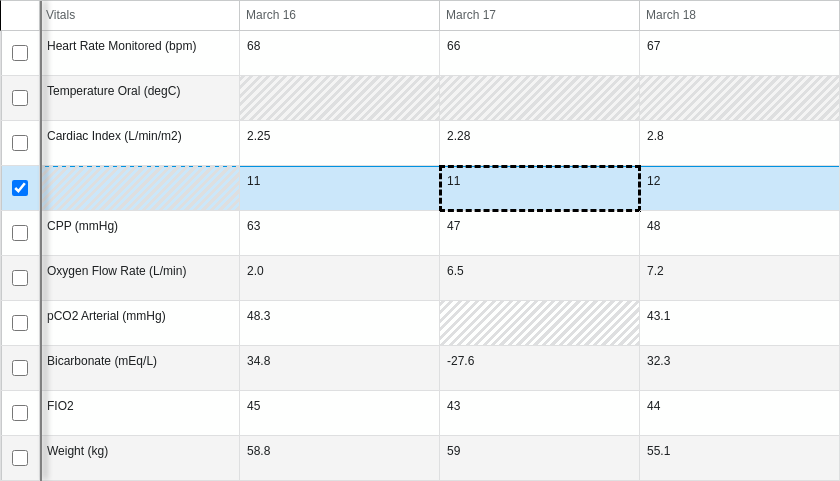 Vitals March 16 March 17 March 18
Heart Rate Monitored (bpm) 68 66 67
Temperature Oral (degC)
Cardiac Index (L/min/m2) 2.25 2.28 2.8
11 11 12
CPP (mmHg) 63 47 48
Oxygen Flow Rate (L/min) 2.0 6.5 7.2
pCO2 Arterial (mmHg) 48.3 43.1
Bicarbonate (mEq/L) 34.8 -27.6 32.3
FIO2 45 43 44
Weight (kg) 58.8 59 55.1